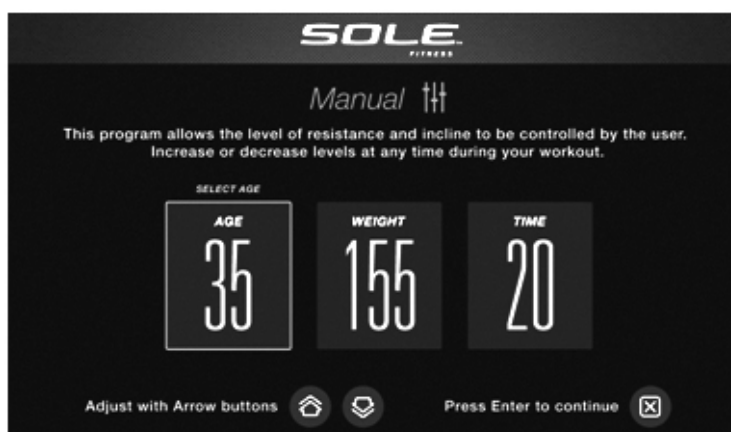 SOLE
FITNESS
Manual
This program allows the level of resistance and incline to be controlled by the user.
Increase or decrease levels at any time during your workout.
SELECT AGE
AGE
WEIGHT
TIME
35
155
20
Adjust with Arrow buttons
Press Enter to continue